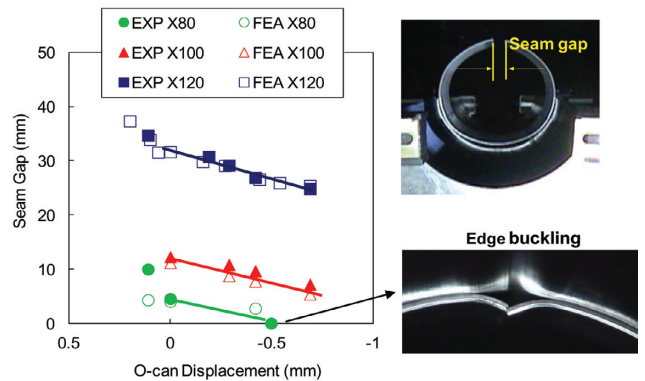 EXP X80 FEA X80
EXP X100 FEA X100
EXP X120 FEA X120
50
40
30
20
10
0
Seam Gap (mm)
0.5 0 -0.5 -1
O-can Displacement (mm)
Seam gap
Edge buckling